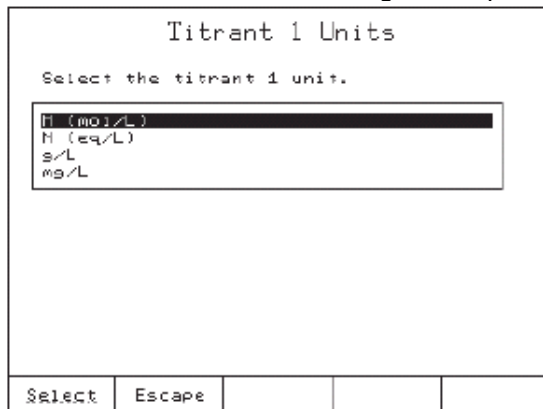 Titrant 1 Units
Select the titrant 1 unit.
M (mol/L)
N (eq/L)
g/L
mg/L
Select Escape